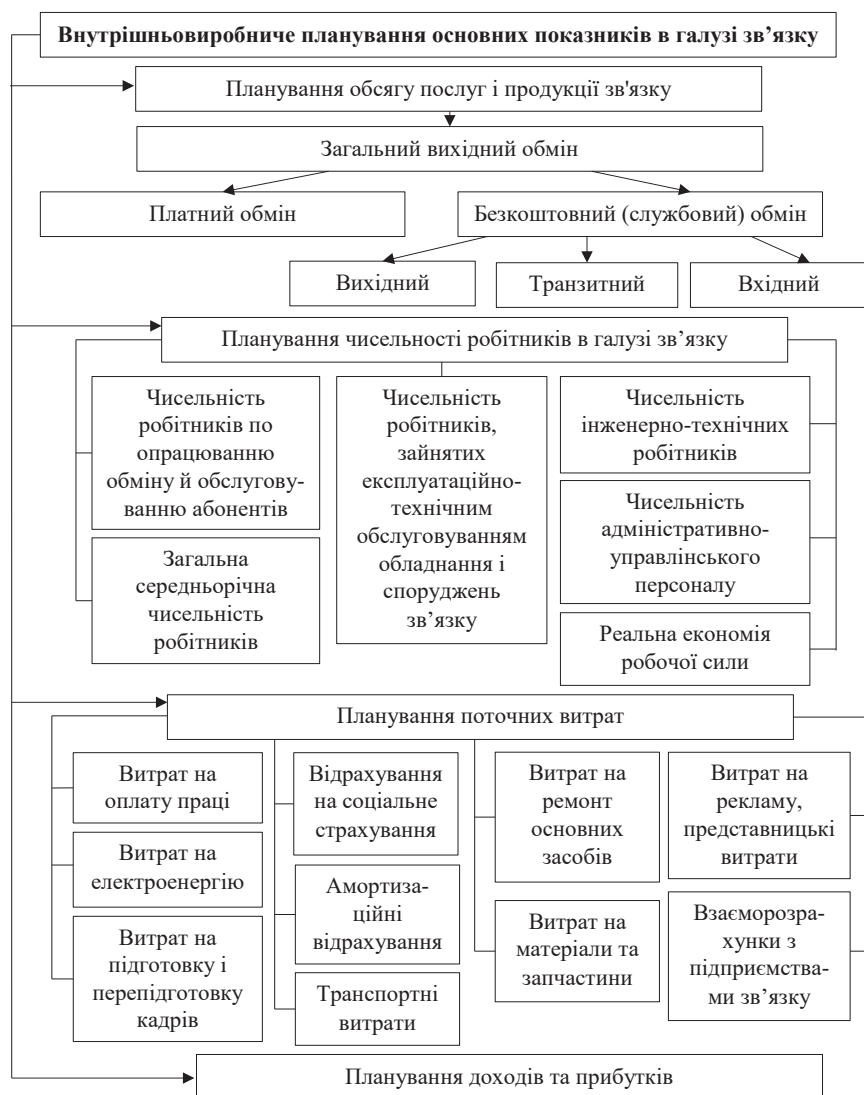 Внутрішньовиробниче планування основних показників в галузі зв’язку
Планування обсягу послуг і продукції зв'язку
Загальний вихідний обмін
Платний обмін
Безкоштовний (службовий) обмін
Вихідний
Транзитний
Вхідний
Планування чисельності робітників в галузі зв’язку
Чисельність
робітників по
опрацюванню
обміну й обслугову-
ванню абонентів
Загальна
середньорічна
чисельність
робітників
Чисельність
робітників,
зайнятих
експлуатаційно-
технічним
обслуговуванням
обладнання і
споруджень
зв’язку
Чисельність
інженерно-технічних
робітників
Чисельність
адміністративно-
управлінського
персоналу
Реальна економія
робочої сили
Планування поточних витрат
Витрат на
оплату праці
Витрат на
електроенергію
Витрат на
підготовку і
перепідготовку
кадрів
Відрахування
на соціальне
страхування
Амортиза-
ційні
відрахування
Транспортні
витрати
Витрат на
ремонт
основних
засобів
Витрат на
матеріали та
запчастини
Витрат на
рекламу,
представницькі
витрати
Взаєморозра-
хунки з
підприємства-
ми зв’язку
Планування доходів та прибутків